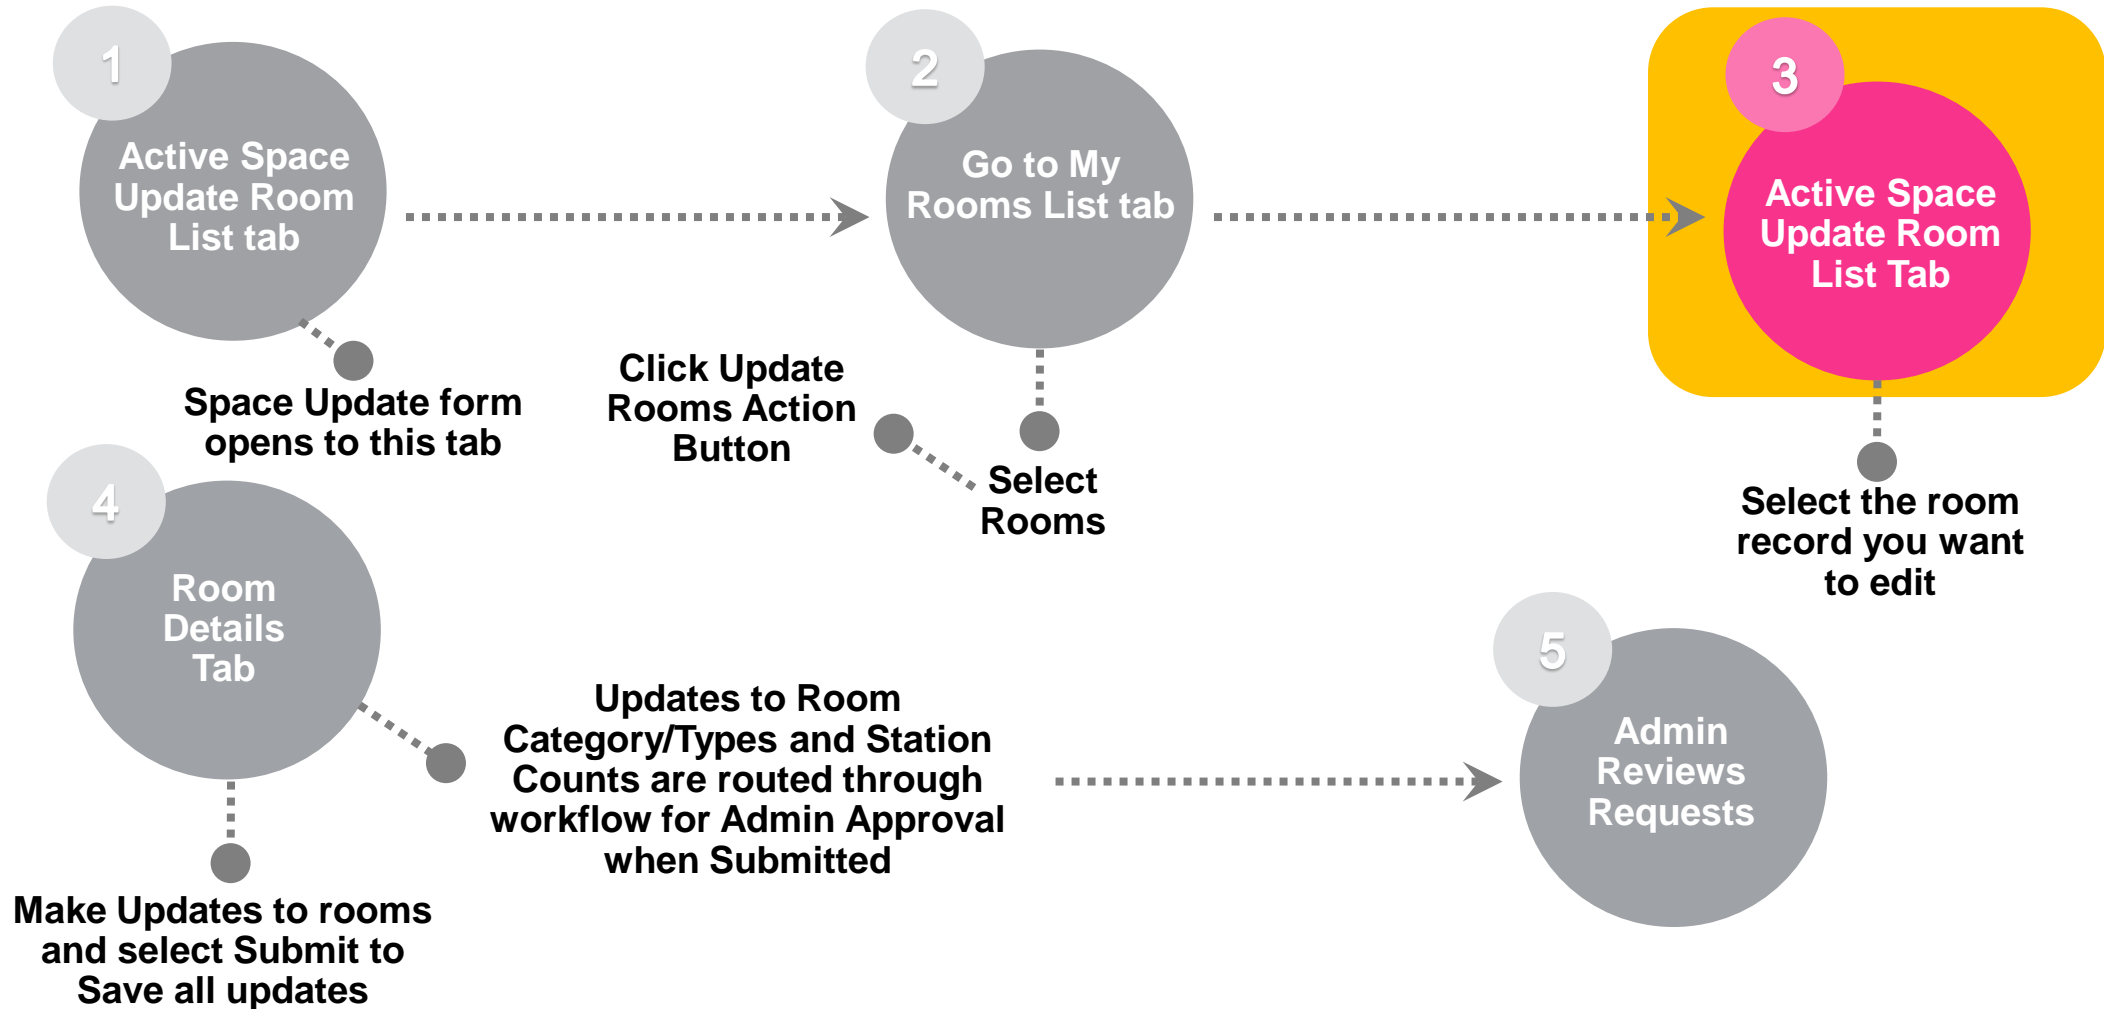 1
Active Space
Update Room
List tab
Space Update form
opens to this tab
2
Go to My
Rooms List tab
Select
Rooms
Click Update
Rooms Action
Button
3
Active Space
Update Room
List Tab
Select the room
record you want
to edit
4
Room
Details
Tab
Make Updates to rooms
and select Submit to
Save all updates
Updates to Room
Category/Types and Station
Counts are routed through
workflow for Admin Approval
when Submitted
5
Admin
Reviews
Requests